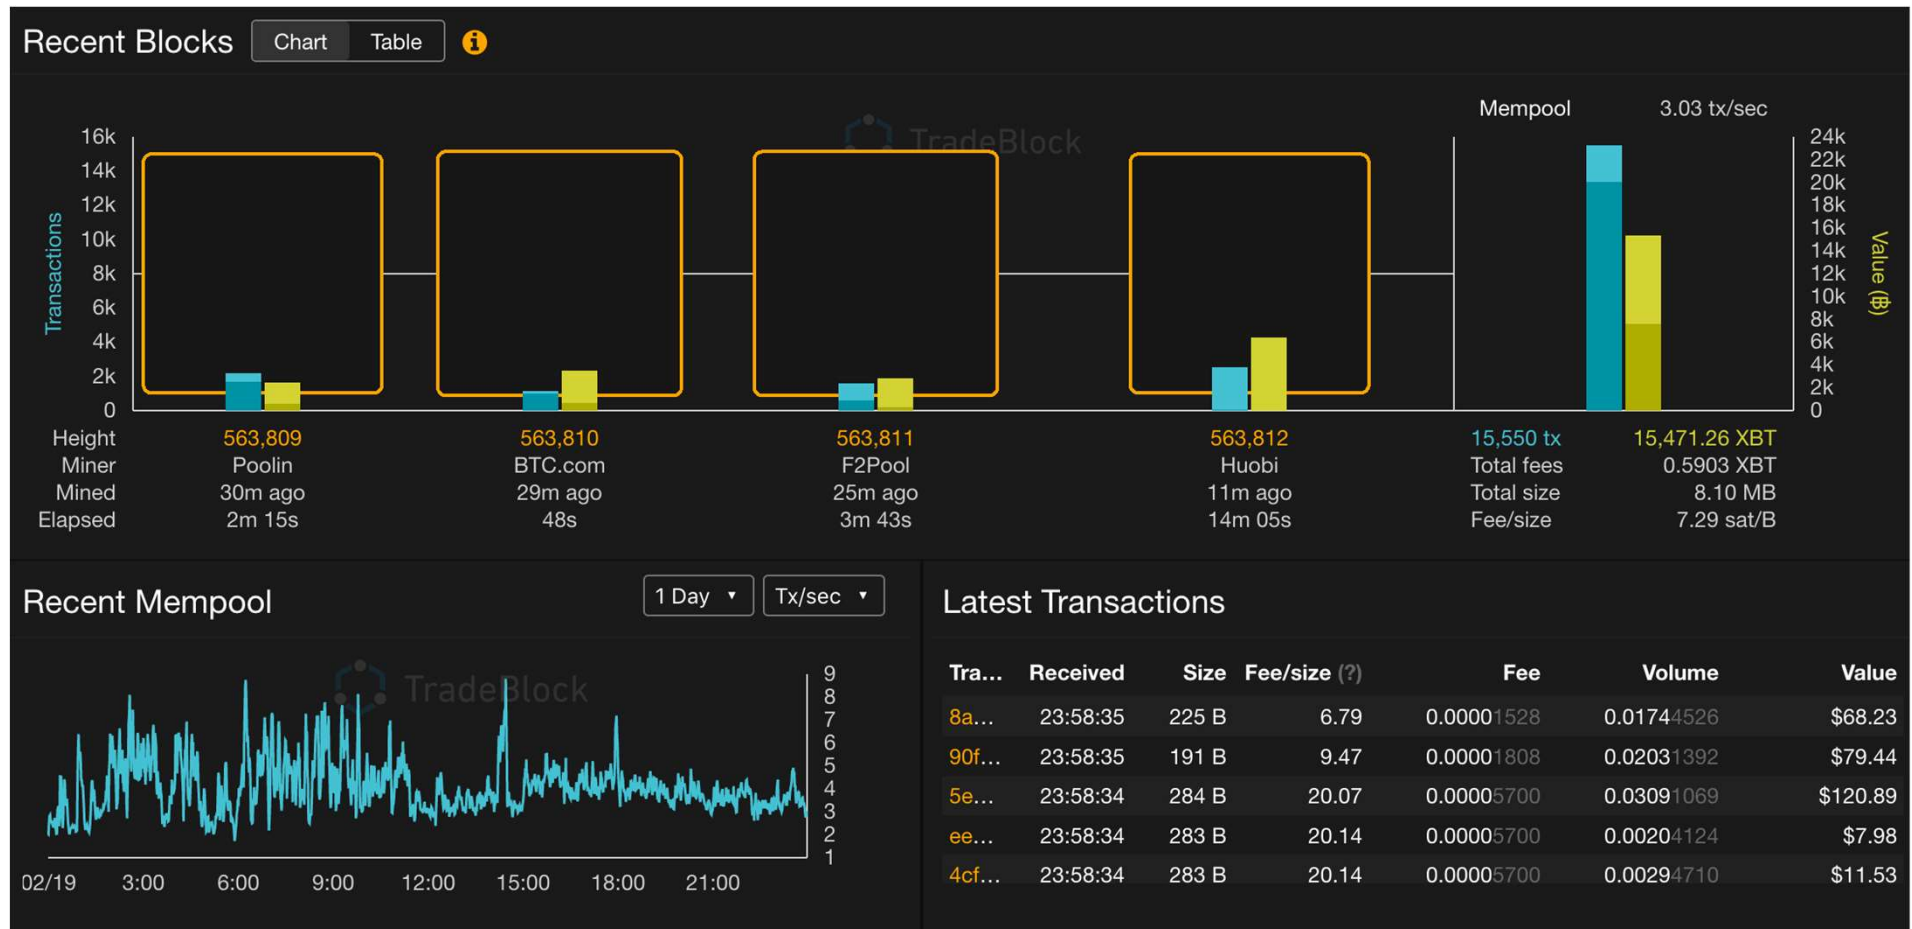 Recent Blocks Chart Table
Mempool 3.03 tx/sec
TradeBlock
Transactions
16k
14k
12k
10k
8k
6k
4k
2k
0
24k
22k
20k
18k
16k
14k
12k
10k
8k
6k
4k
2k
0
Value (฿)
Height 563,809 563,810 563,811 563,812 15,550 tx 15,471.26 XBT
Miner Poolin BTC.com F2Pool Huobi Total fees 0.5903 XBT
Mined 30m ago 29m ago 25m ago 11m ago Total size 8.10 MB
Elapsed 2m 15s 48s 3m 43s 14m 05s Fee/size 7.29 sat/B
Recent Mempool 1 Day Tx/sec
TradeBlock
9
8
7
6
5
4
3
2
1
02/19 3:00 6:00 9:00 12:00 15:00 18:00 21:00
Latest Transactions
Tra... Received Size Fee/size (?) Fee Volume Value
8a... 23:58:35 225 B 6.79 0.00001528 0.01744526 $68.23
90f... 23:58:35 191 B 9.47 0.00001808 0.02031392 $79.44
5e... 23:58:34 284 B 20.07 0.00005700 0.03091069 $120.89
ee... 23:58:34 283 B 20.14 0.00005700 0.00204124 $7.98
4cf... 23:58:34 283 B 20.14 0.00005700 0.00294710 $11.53